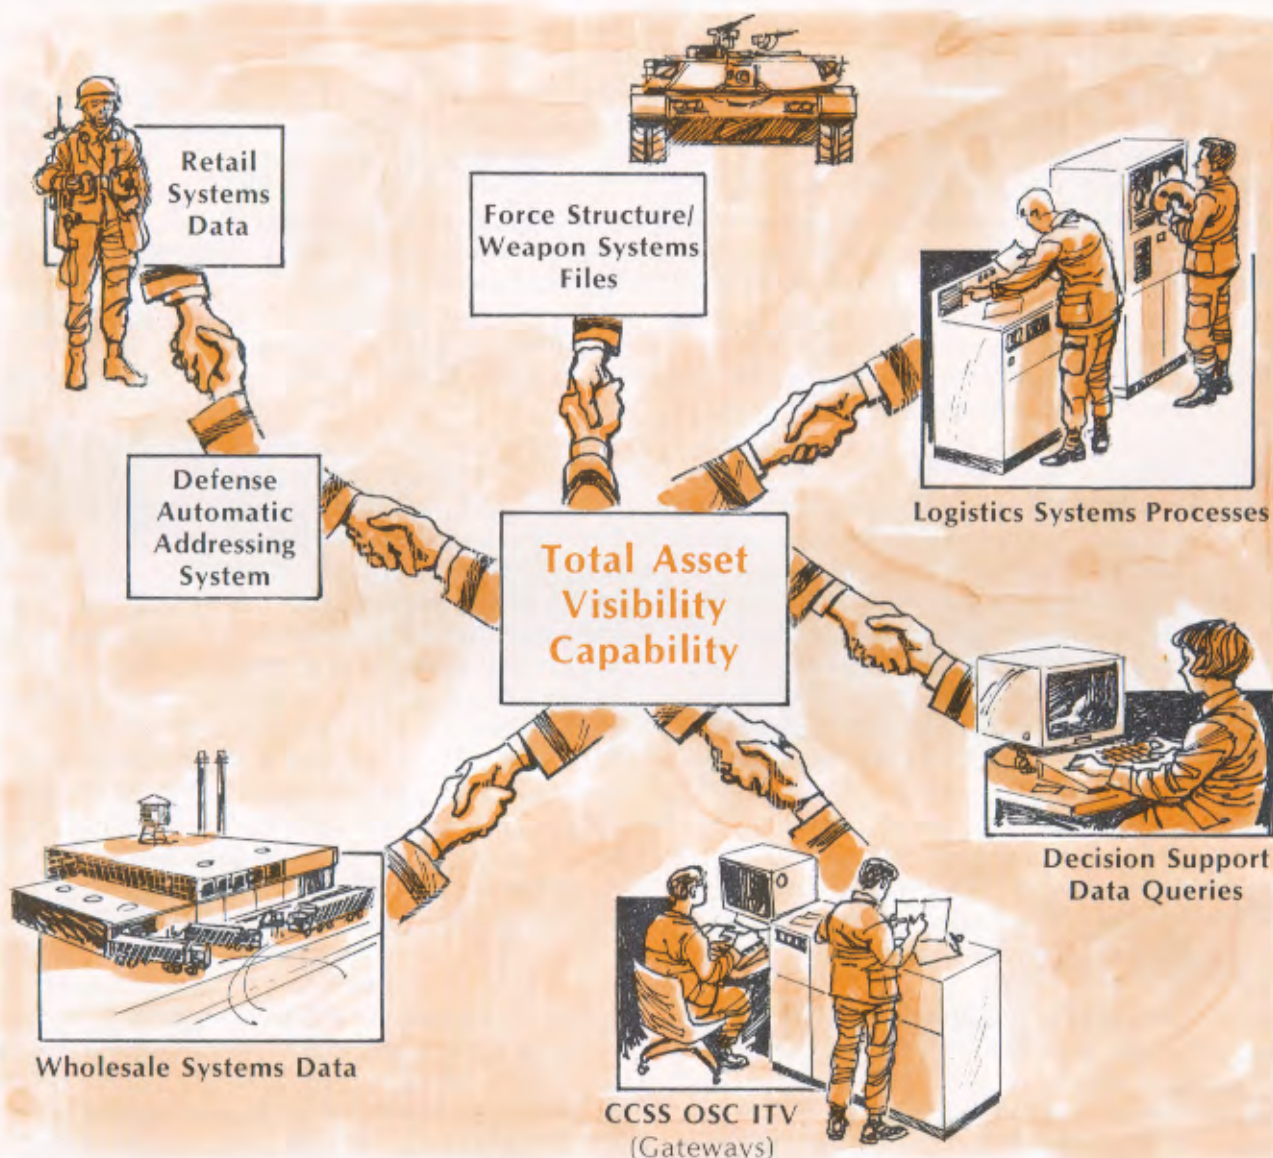 Retail
Systems
Data
Force Structure/
Weapon Systems
Files
Defense
Automatic
Addressing
System
Total Asset
Visibility
Capability
Logistics Systems Processes
Decision Support
Data Queries
Wholesale Systems Data
CCSS OSC ITV
(Gateways)